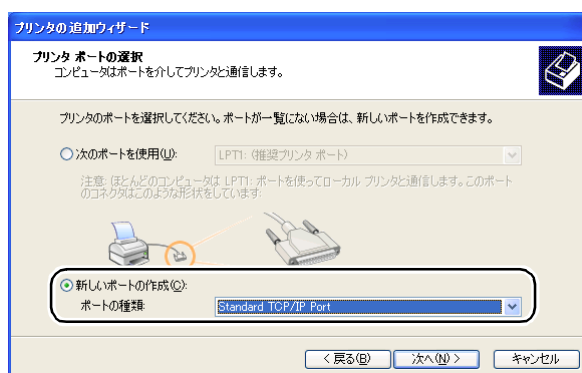 プリンタの追加ウィザード
プリンタ ポートの選択
コンピュータはポートを介してプリンタと通信します。
プリンタのポートを選択してください。ポートが一覧にない場合は、新しいポートを作成できます。
次のポートを使用(U): LPT1: (推奨プリンタ ポート)
注意: ほとんどのコンピュータは LPT1: ポートを使ってローカル プリンタと通信します。このポート
のコネクタはこのような形状をしています:
新しいポートの作成(C):
ポートの種類: Standard TCP/IP Port
< 戻る(B) 次へ(N) > キャンセル